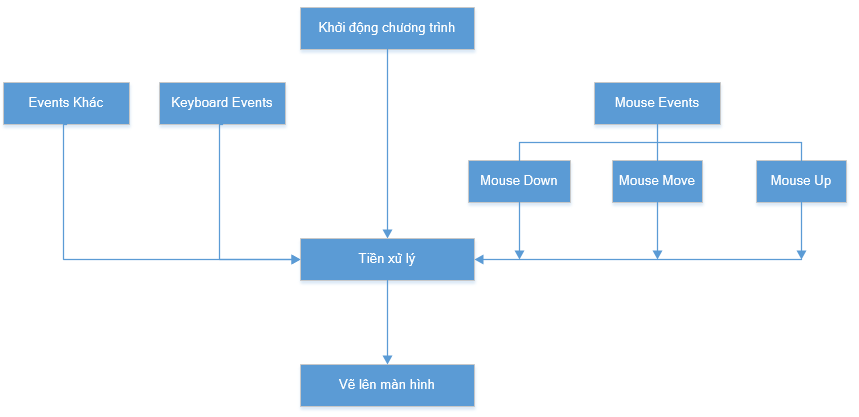 Khởi động chương trình
Events Khác
Keyboard Events
Mouse Events
Mouse Down
Mouse Move
Mouse Up
Tiền xử lý
Vẽ lên màn hình